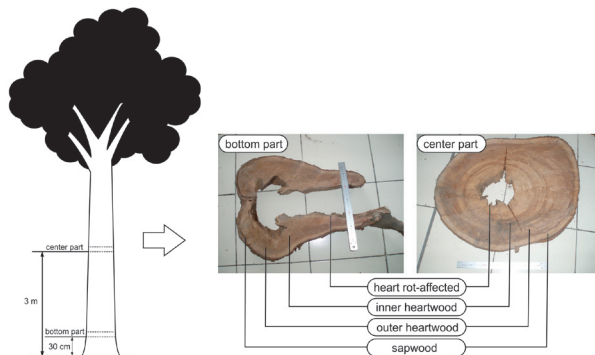 bottom part
center part
center part
3 m
bottom part
30 cm
heart rot-affected
inner heartwood
outer heartwood
sapwood